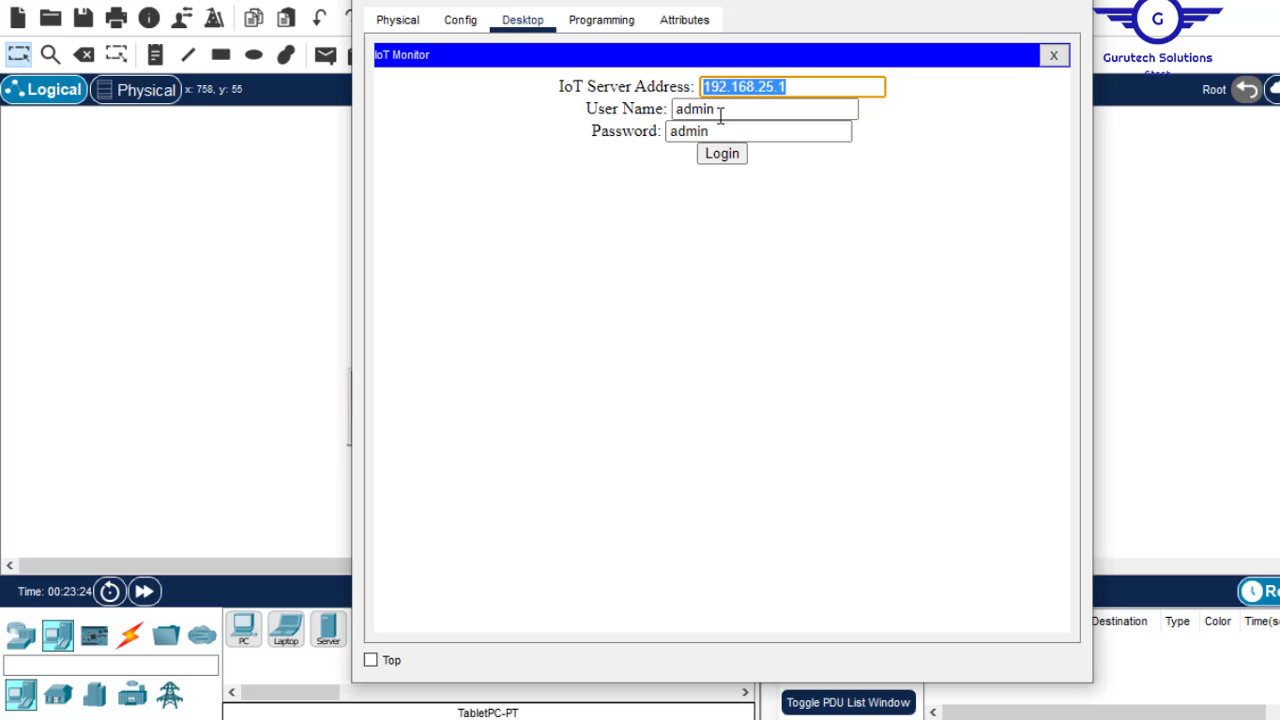 Physical
Config
Desktop
Programming
Attributes
G
Gurutech Solutions
IoT Monitor
X
IoT Server Address: 192.168.25.1
User Name: admin
Password: admin
Login
Logical
Physical
x: 758, y: 55
Root
Time: 00:23:24
PC
Laptop
Server
Destination
Type
Color
Time(s
Top
Toggle PDU List Window
TabletPC-PT